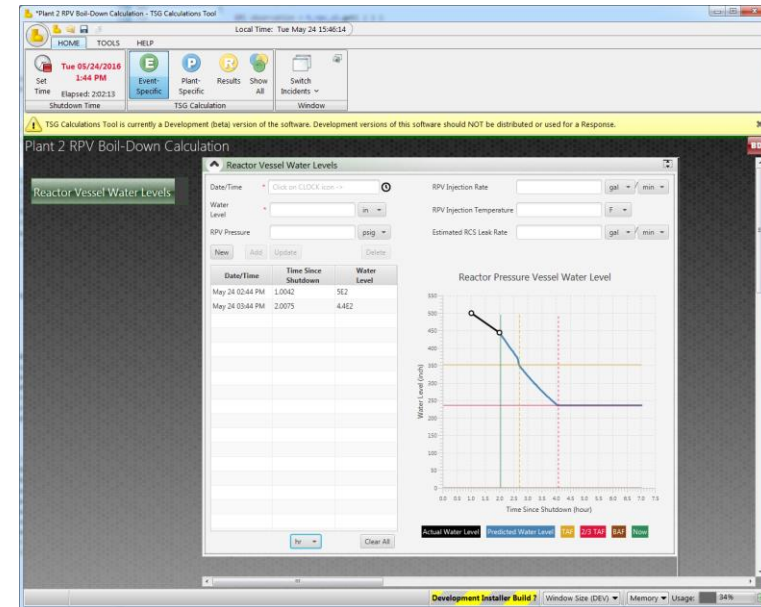 *Plant 2 RPV Boil-Down Calculation - TSG Calculations Tool
Local Time: Tue May 24 15:46:14
HOME TOOLS HELP
Set Time
Tue 05/24/2016
1:44 PM
Elapsed: 2:02:13
Shutdown Time
E
Event-Specific
P
Plant-Specific
Results
Show All
TSG Calculation
Switch Incidents
Window
TSG Calculations Tool is currently a Development (beta) version of the software. Development versions of this software should NOT be distributed or used for a Response.
Plant 2 RPV Boil-Down Calculation
Reactor Vessel Water Levels
Reactor Vessel Water Levels
Date/Time * Click on CLOCK icon ->
Water Level * in
RPV Pressure psig
New Add Update Delete
RPV Injection Rate gal / min
RPV Injection Temperature F
Estimated RCS Leak Rate gal / min
Date/Time Time Since Shutdown Water Level
May 24 02:44 PM 1.0042 5E2
May 24 03:44 PM 2.0075 4.4E2
hr Clear All
Reactor Pressure Vessel Water Level
Water Level (inch)
550
500
450
400
350
300
250
200
150
100
50
0
0.0 0.5 1.0 1.5 2.0 2.5 3.0 3.5 4.0 4.5 5.0 5.5 6.0 6.5 7.0 7.5
Time Since Shutdown (hour)
Actual Water Level Predicted Water Level TAF 2/3 TAF BAF Now
Development Installer Build ? Window Size (DEV) Memory Usage: 34%